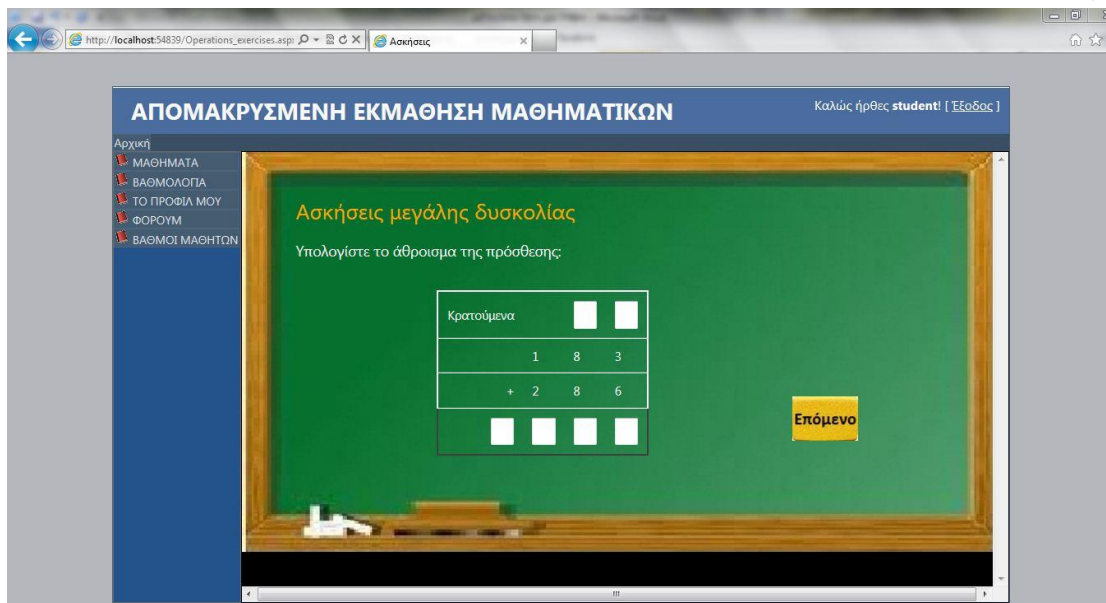 http://localhost:54839/Operations_exercises.asp:
Ασκήσεις
ΑΠΟΜΑΚΡΥΣΜΕΝΗ ΕΚΜΑΘΗΣΗ ΜΑΘΗΜΑΤΙΚΩΝ
Καλώς ήρθες student! [ Έξοδος ]
Αρχική
ΜΑΘΗΜΑΤΑ
ΒΑΘΜΟΛΟΓΙΑ
ΤΟ ΠΡΟΦΙΛ ΜΟΥ
ΦΟΡΟΥΜ
ΒΑΘΜΟΙ ΜΑΘΗΤΩΝ
Ασκήσεις μεγάλης δυσκολίας
Υπολογίστε το άθροισμα της πρόσθεσης:
Κρατούμενα
1 8 3
+ 2 8 6
Επόμενο